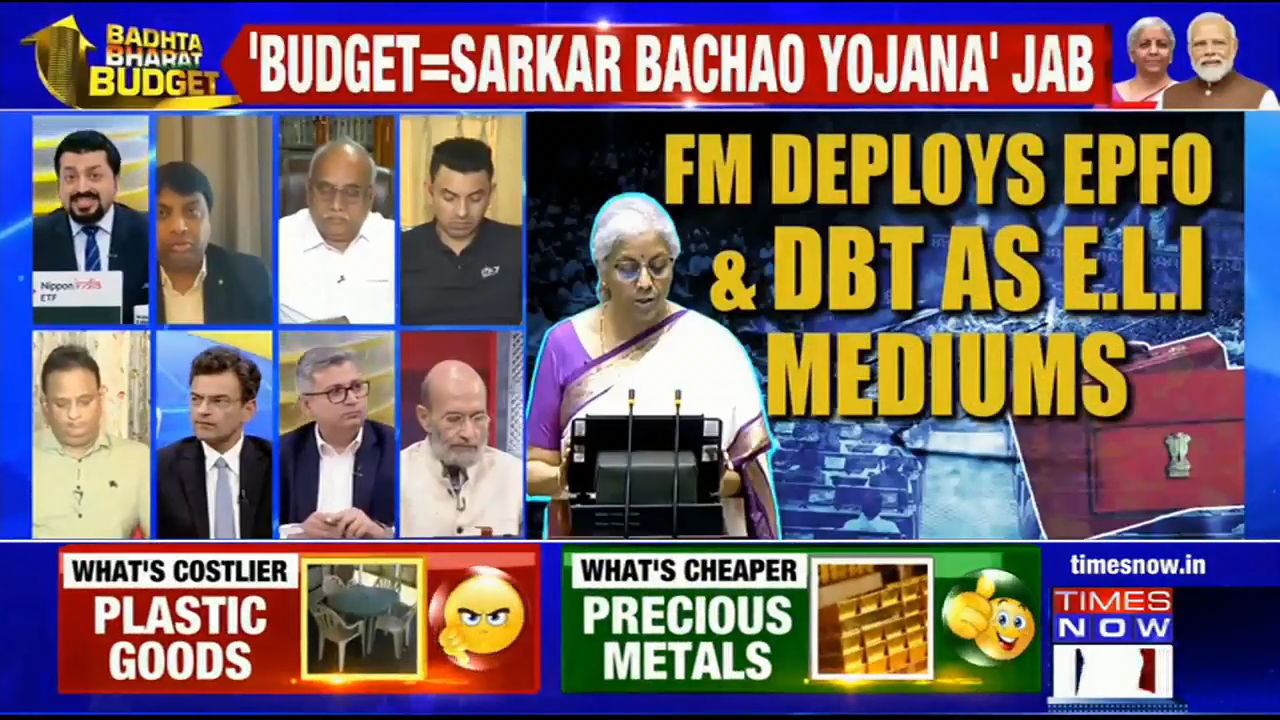 BADHTA
BHARAT
BUDGET
'BUDGET=SARKAR BACHAO YOJANA' JAB
FM DEPLOYS EPFO
& DBT AS E.L.I
MEDIUMS
Nippon india
ETF
WHAT'S COSTLIER
PLASTIC
GOODS
WHAT'S CHEAPER
PRECIOUS
METALS
timesnow.in
TIMES
NOW